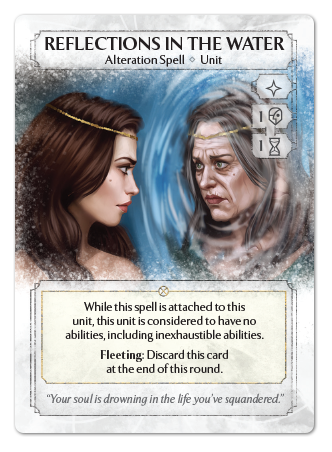 REFLECTIONS IN THE WATER
Alteration Spell ⟡ Unit
1
1
While this spell is attached to this
unit, this unit is considered to have no
abilities, including inexhaustible abilities.
Fleeting: Discard this card
at the end of this round.
“Your soul is drowning in the life you’ve squandered.”